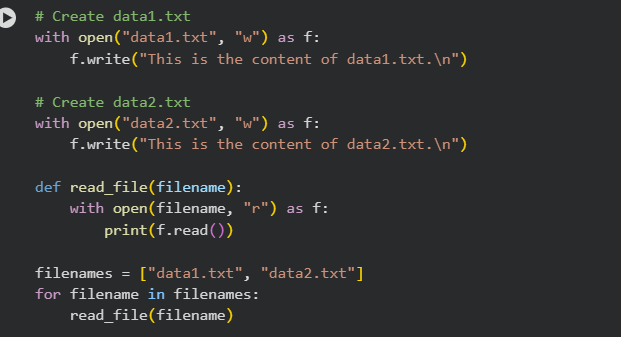 # Create data1.txt
with open("data1.txt", "w") as f:
    f.write("This is the content of data1.txt.\n")

# Create data2.txt
with open("data2.txt", "w") as f:
    f.write("This is the content of data2.txt.\n")

def read_file(filename):
    with open(filename, "r") as f:
        print(f.read())

filenames = ["data1.txt", "data2.txt"]
for filename in filenames:
    read_file(filename)